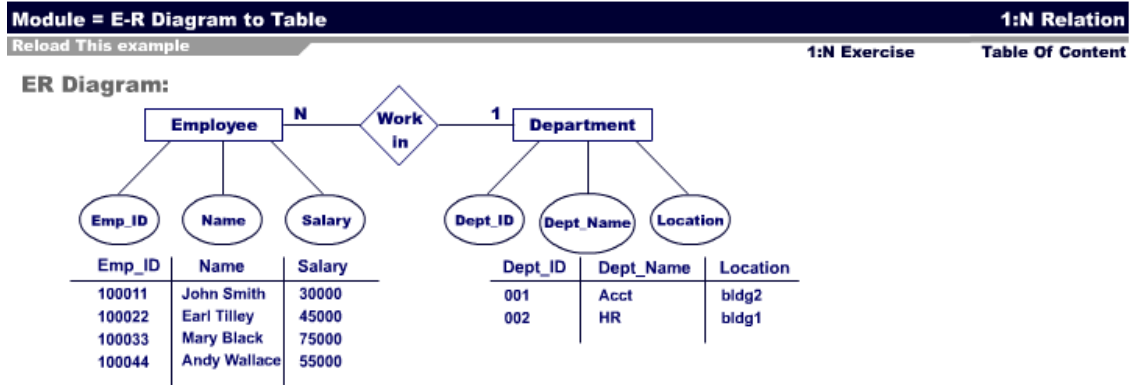 Module = E-R Diagram to Table 1:N Relation
Reload This example
1:N Exercise Table Of Content
ER Diagram:
Employee N Work in 1 Department
Emp_ID Name Salary Dept_ID Dept_Name Location
Emp_ID Name Salary Dept_ID Dept_Name Location
100011 John Smith 30000 001 Acct bldg2
100022 Earl Tilley 45000 002 HR bldg1
100033 Mary Black 75000
100044 Andy Wallace 55000